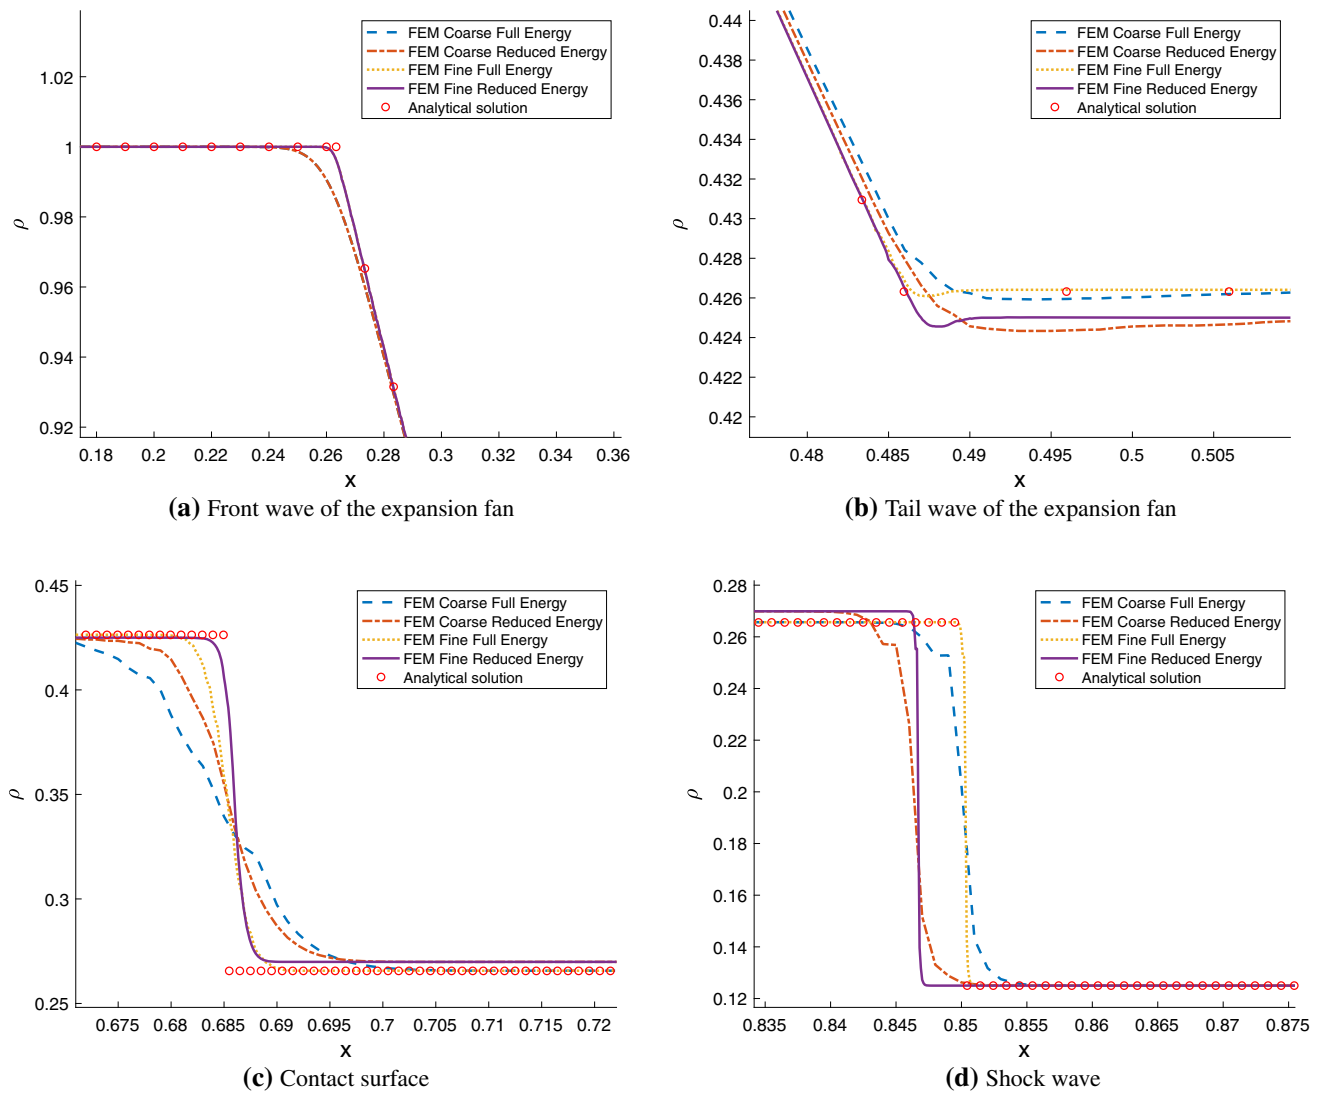 FEM Coarse Full Energy
FEM Coarse Reduced Energy
FEM Fine Full Energy
FEM Fine Reduced Energy
Analytical solution
1.02
1
0.98
0.96
0.94
0.92
ρ
0.18 0.2 0.22 0.24 0.26 0.28 0.3 0.32 0.34 0.36
x
(a) Front wave of the expansion fan
FEM Coarse Full Energy
FEM Coarse Reduced Energy
FEM Fine Full Energy
FEM Fine Reduced Energy
Analytical solution
0.44
0.438
0.436
0.434
0.432
0.43
0.428
0.426
0.424
0.422
0.42
ρ
0.48 0.485 0.49 0.495 0.5 0.505
x
(b) Tail wave of the expansion fan
FEM Coarse Full Energy
FEM Coarse Reduced Energy
FEM Fine Full Energy
FEM Fine Reduced Energy
Analytical solution
0.45
0.4
0.35
0.3
0.25
ρ
0.675 0.68 0.685 0.69 0.695 0.7 0.705 0.71 0.715 0.72
x
(c) Contact surface
FEM Coarse Full Energy
FEM Coarse Reduced Energy
FEM Fine Full Energy
FEM Fine Reduced Energy
Analytical solution
0.28
0.26
0.24
0.22
0.2
0.18
0.16
0.14
0.12
ρ
0.835 0.84 0.845 0.85 0.855 0.86 0.865 0.87 0.875
x
(d) Shock wave